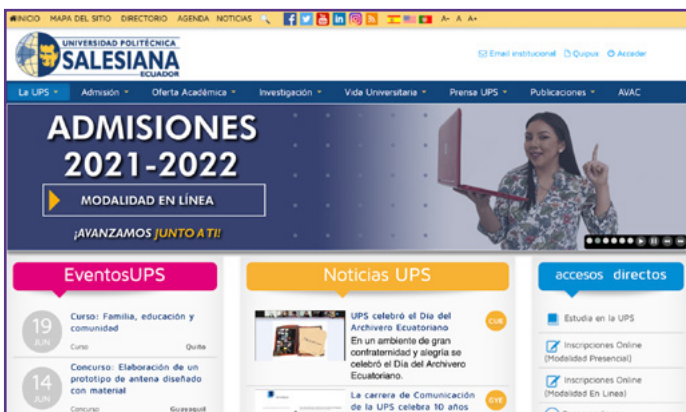 INICO MAPA DEL SITIO DIRECTORIO AGENDA NOTICIAS A- A A+
UNIVERSIDAD POLITÉCNICA
SALESIANA
ECUADOR
Email institucional Quipux Acceder
La UPS Admisión Oferta Académica Investigación Vida Universitaria Prensa UPS Publicaciones AVAC
ADMISIONES
2021-2022
MODALIDAD EN LÍNEA
¡AVANZAMOS JUNTO A TI!
EventosUPS
19
JUN
Curso: Familia, educación y
comunidad
Curso Quito
14
JUN
Concurso: Elaboración de un
prototipo de antena diseñado
con material
Concurso Guayaquil
Noticias UPS
UPS celebró el Día del
Archivero Ecuatoriano
CUE
En un ambiente de gran
confraternidad y alegría se
celebró el Día del Archivero
Ecuatoriano.
La carrera de Comunicación
de la UPS celebra 10 años
GYE
accesos directos
Estudia en la UPS
Inscripciones Online
(Modalidad Presencial)
Inscripciones Online
(Modalidad En Linea)